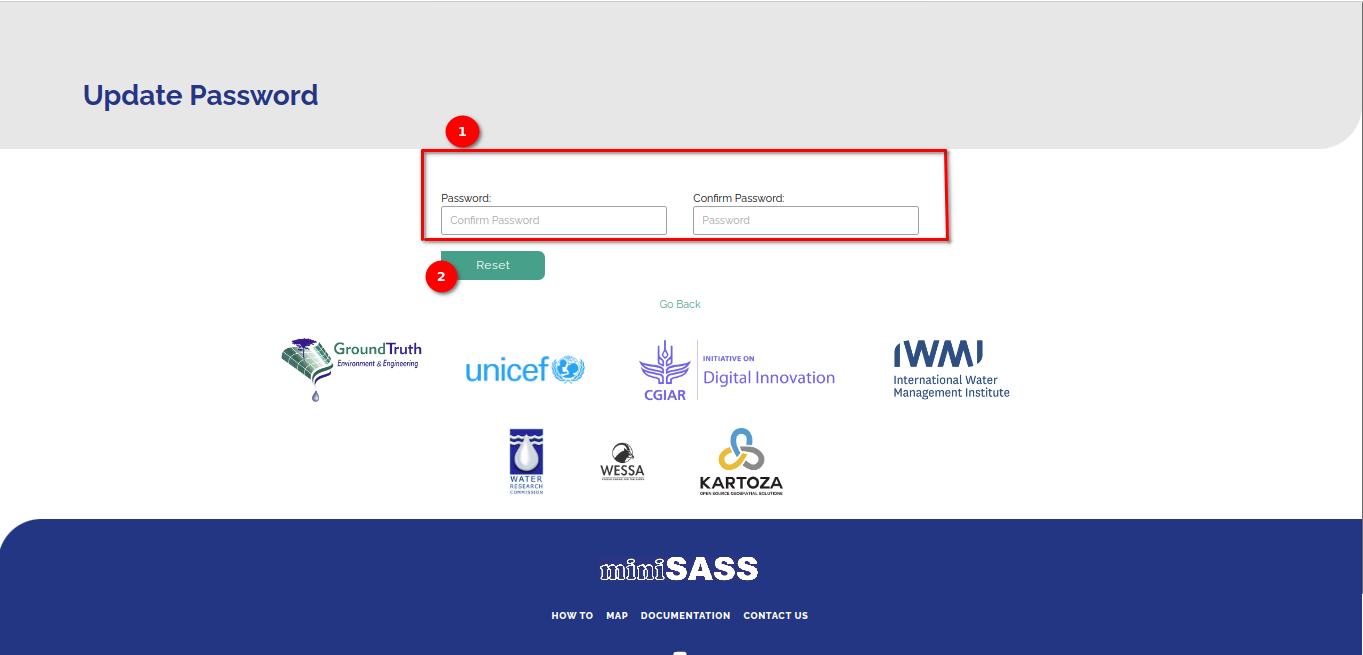 Update Password
1
Password:
Confirm Password:
Confirm Password
Password
2
Reset
Go Back
GroundTruth
Environment & Engineering
unicef
CGIAR
INITIATIVE ON
Digital Innovation
IWMI
International Water
Management Institute
WATER
RESEARCH
COMMISSION
WESSA
KARTOZA
OPEN SOURCE GEOSPATIAL SOLUTIONS
miniSASS
HOW TO MAP DOCUMENTATION CONTACT US